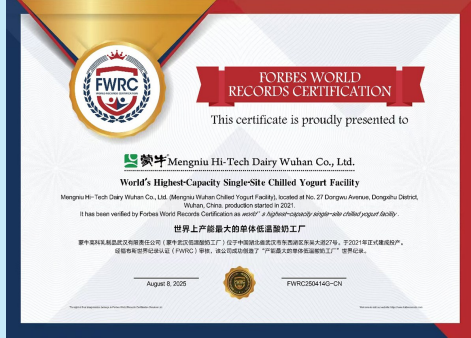 FWRC
FORBES WORLD
RECORDS CERTIFICATION
This certificate is proudly presented to
蒙牛 Mengniu Hi-Tech Dairy Wuhan Co., Ltd.
World's Highest-Capacity Single-Site Chilled Yogurt Facility
Mengniu Hi-Tech Dairy Wuhan Co., Ltd. (Mengniu Wuhan Chilled Yogurt Facility), located at No. 27 Dongwu Avenue, Dongxihu District,
Wuhan, China. production started in 2021.
It has been verified by Forbes World Records Certification as world's highest-capacity single-site chilled yogurt facility.
世界上产能最大的单体低温酸奶工厂
蒙牛高科乳制品武汉有限责任公司（蒙牛武汉低温酸奶工厂）位于中国湖北省武汉市东西湖区东吴大道27号，于2021年正式建成投产。
经福布斯世界纪录认证（FWRC）审核，该公司成功创造了“产能最大的单体低温酸奶工厂”世界纪录。
August 8, 2025
FWRC250414G-CN